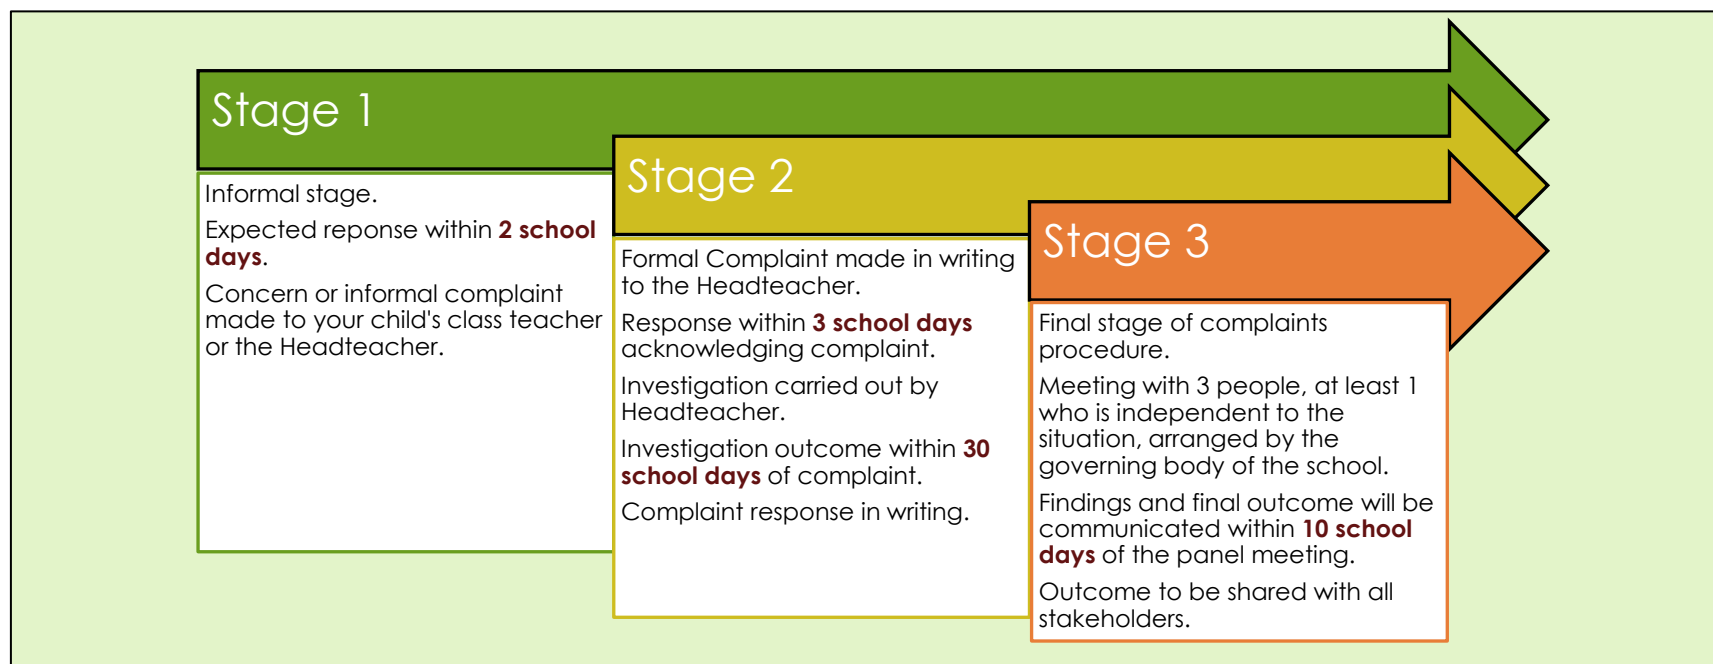 Stage 1
Informal stage.
Expected reponse within 2 school
days.
Concern or informal complaint
made to your child's class teacher
or the Headteacher.
Stage 2
Formal Complaint made in writing
to the Headteacher.
Response within 3 school days
acknowledging complaint.
Investigation carried out by
Headteacher.
Investigation outcome within 30
school days of complaint.
Complaint response in writing.
Stage 3
Final stage of complaints
procedure.
Meeting with 3 people, at least 1
who is independent to the
situation, arranged by the
governing body of the school.
Findings and final outcome will be
communicated within 10 school
days of the panel meeting.
Outcome to be shared with all
stakeholders.